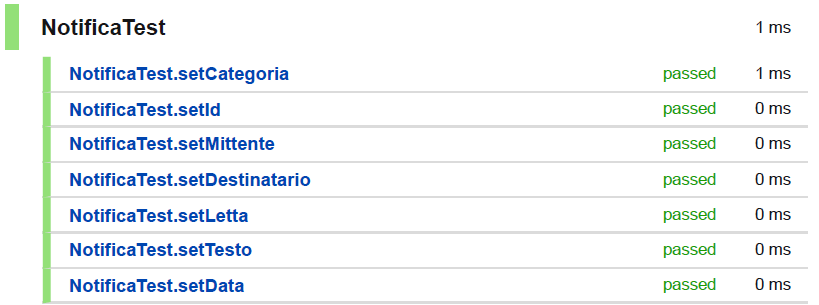 NotificaTest 1 ms
NotificaTest.setCategoria passed 1 ms
NotificaTest.setId passed 0 ms
NotificaTest.setMittente passed 0 ms
NotificaTest.setDestinatario passed 0 ms
NotificaTest.setLetta passed 0 ms
NotificaTest.setTesto passed 0 ms
NotificaTest.setData passed 0 ms